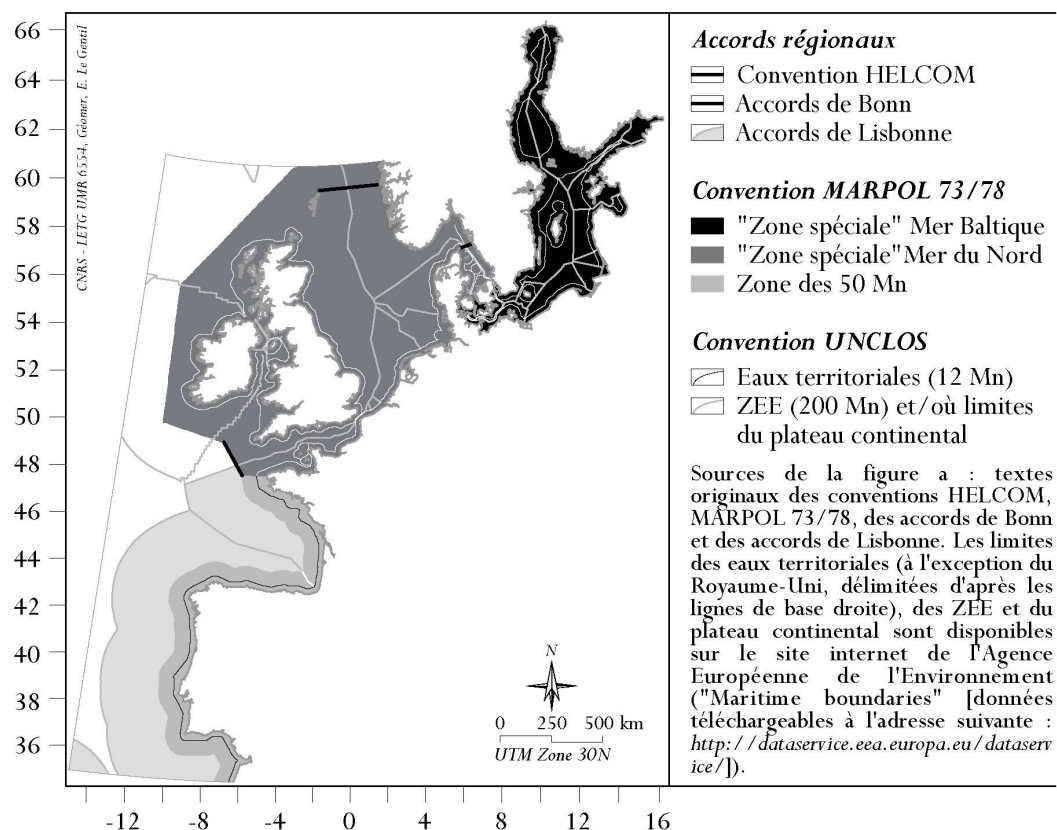 66
64
62
60
58
56
54
52
50
48
46
44
42
40
38
36
CNRS - LETG UMR 6554, Géomer, E. Le Gentil
N
0 250 500 km
UTM Zone 30N
-12 -8 -4 0 4 8 12 16
Accords régionaux
Convention HELCOM
Accords de Bonn
Accords de Lisbonne
Convention MARPOL 73/78
"Zone spéciale" Mer Baltique
"Zone spéciale" Mer du Nord
Zone des 50 Mn
Convention UNCLOS
Eaux territoriales (12 Mn)
ZEE (200 Mn) et/où limites
du plateau continental
Sources de la figure a : textes
originaux des conventions HELCOM,
MARPOL 73/78, des accords de Bonn
et des accords de Lisbonne. Les limites
des eaux territoriales (à l'exception du
Royaume-Uni, délimitées d'après les
lignes de base droite), des ZEE et du
plateau continental sont disponibles
sur le site internet de l'Agence
Européenne de l'Environnement
("Maritime boundaries" [données
téléchargeables à l'adresse suivante :
http://dataservice.eea.europa.eu/dataserv
ice/]).